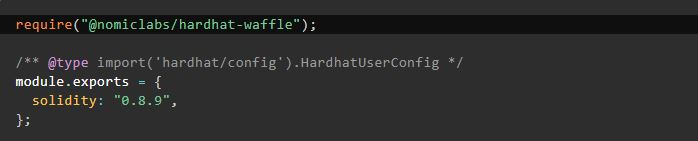 require("@nomiclabs/hardhat-waffle");
/** @type import('hardhat/config').HardhatUserConfig */
module.exports = {
  solidity: "0.8.9",
};